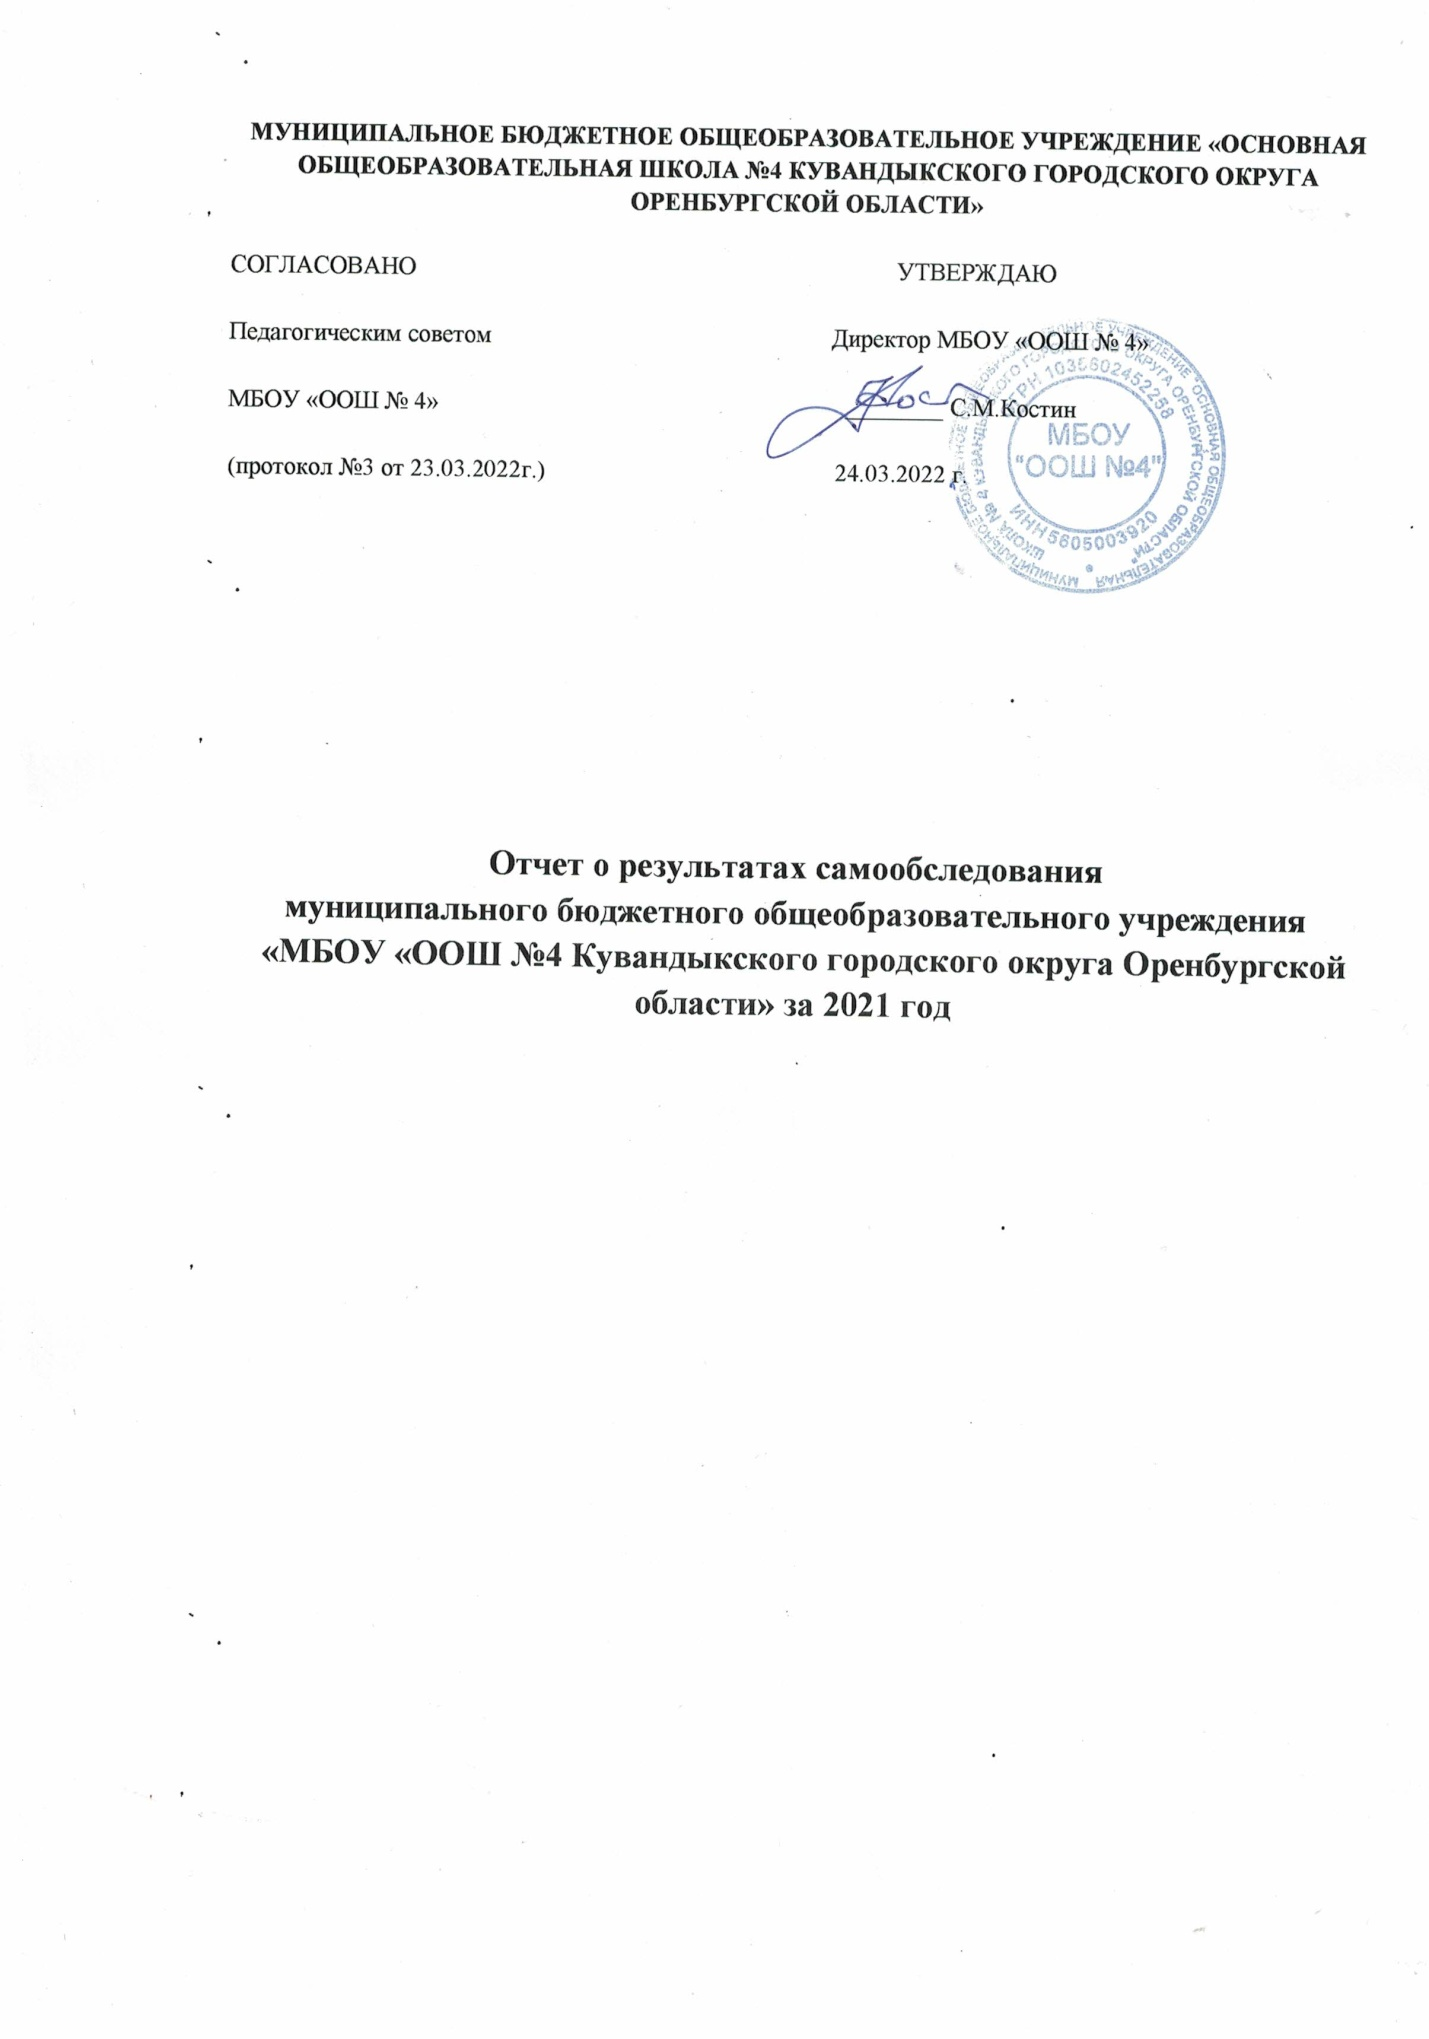 МУНИЦИПАЛЬНОЕ БЮДЖЕТНОЕ ОБЩЕОБРАЗОВАТЕЛЬНОЕ УЧРЕЖДЕНИЕ «ОСНОВНАЯ
ОБЩЕОБРАЗОВАТЕЛЬНАЯ ШКОЛА №4 КУВАНДЫКСКОГО ГОРОДСКОГО ОКРУГА
ОРЕНБУРГСКОЙ ОБЛАСТИ»
СОГЛАСОВАНО
Педагогическим советом
МБОУ «ООШ № 4»
(протокол №3 от 23.03.2022г.)
УТВЕРЖДАЮ
Директор МБОУ «ООШ № 4»
С.М.Костин
24.03.2022 г.
МБОУ
"ООШ №4"
ИНН 5605003920
Отчет о результатах самообследования
муниципального бюджетного общеобразовательного учреждения
«МБОУ «ООШ №4 Кувандыкского городского округа Оренбургской
области» за 2021 год